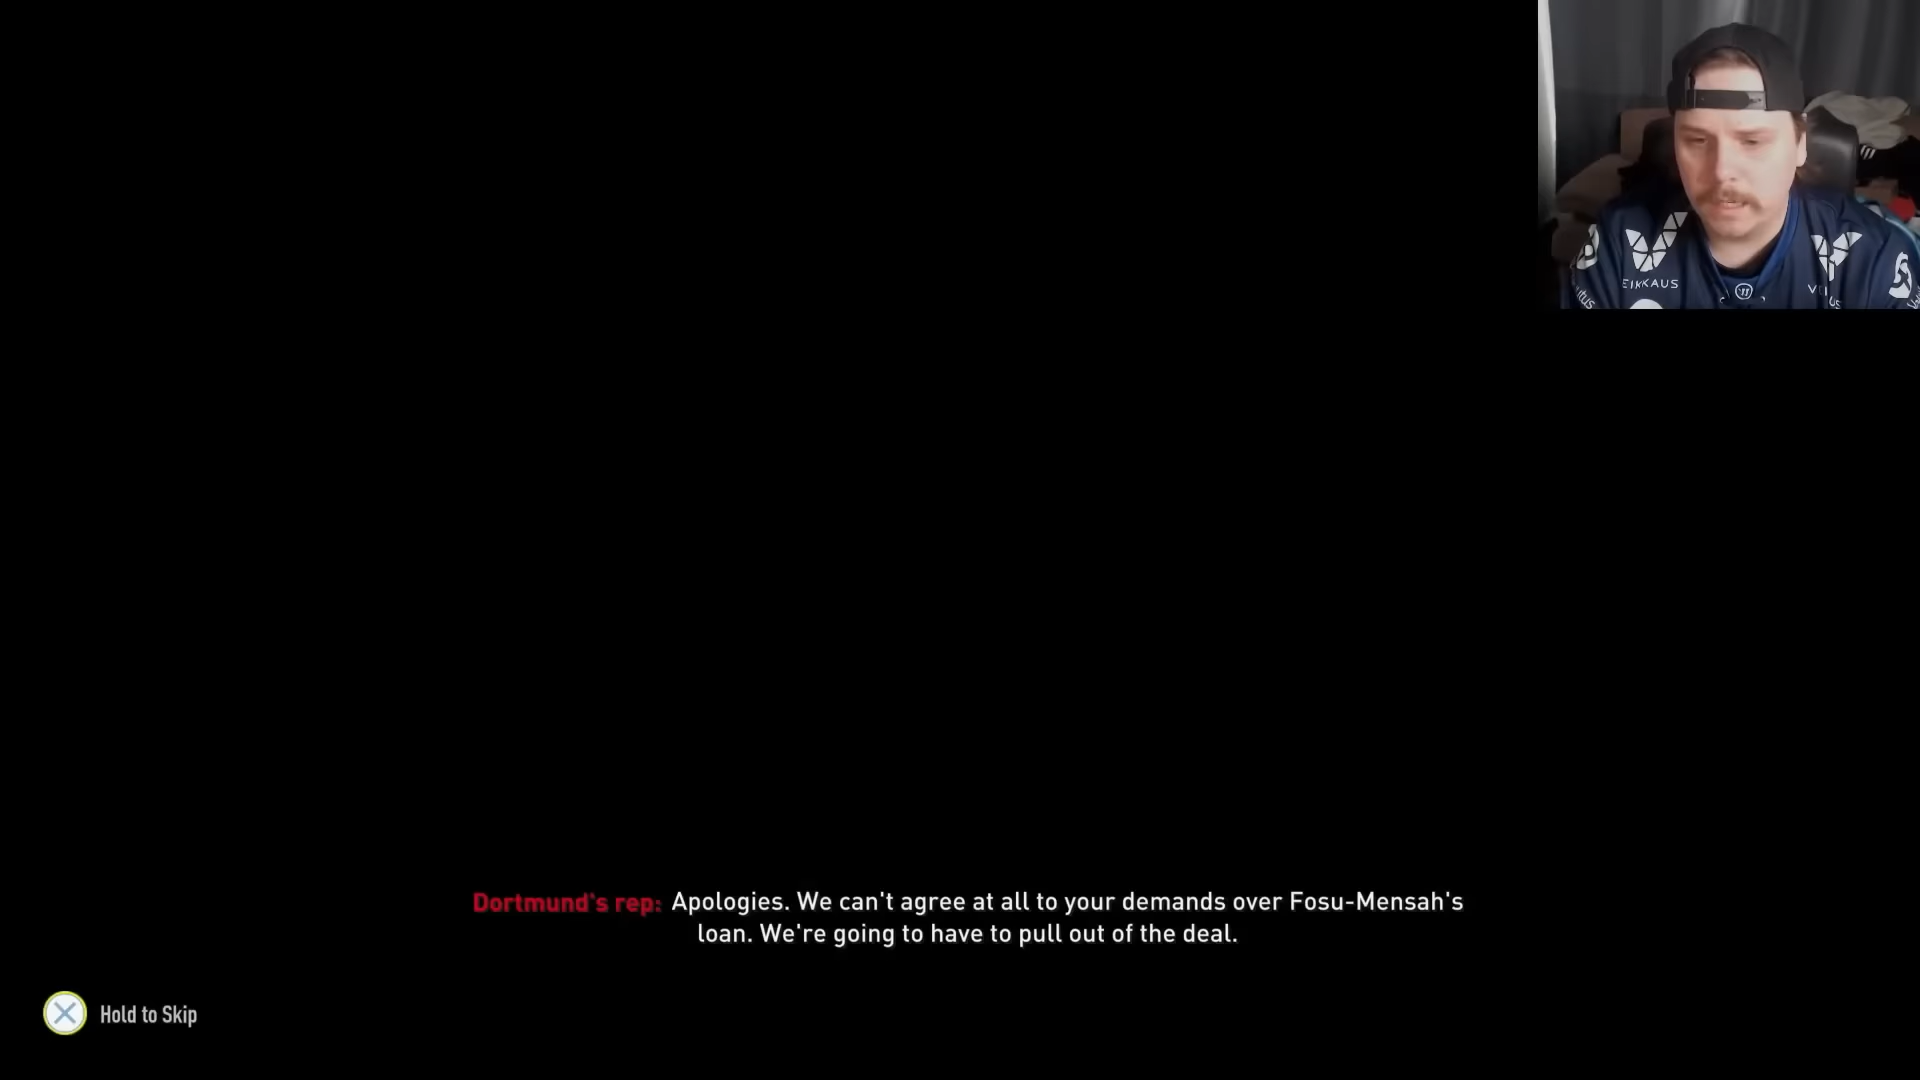 EIKKAUS
Dortmund's rep: Apologies. We can't agree at all to your demands over Fosu-Mensah's
loan. We're going to have to pull out of the deal.
Hold to Skip